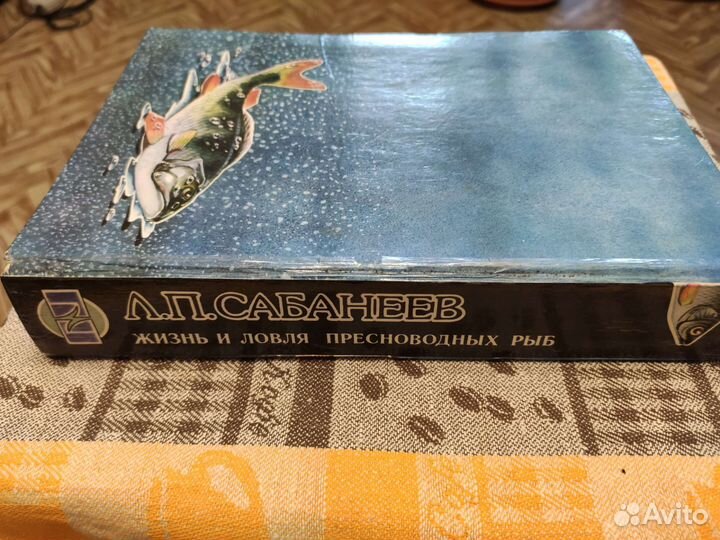 Л.П.САБАНЕЕВ
ЖИЗНЬ И ЛОВЛЯ ПРЕСНОВОДНЫХ РЫБ
Avito